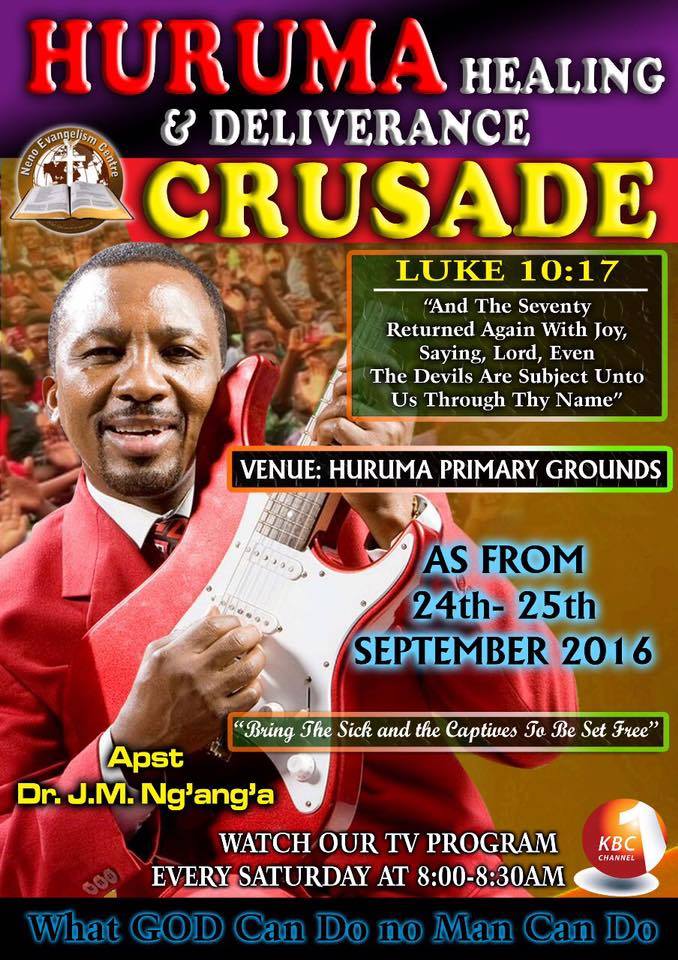 HURUMA HEALING
& DELIVERANCE
CRUSADE
Neno Evangelism Centre
LUKE 10:17
“And The Seventy
Returned Again With Joy,
Saying, Lord, Even
The Devils Are Subject Unto
Us Through Thy Name”
VENUE: HURUMA PRIMARY GROUNDS
AS FROM
24th- 25th
SEPTEMBER 2016
“Bring The Sick and the Captives To Be Set Free”
Apst
Dr. J.M. Ng’ang’a
WATCH OUR TV PROGRAM
EVERY SATURDAY AT 8:00-8:30AM
KBC
CHANNEL
1
What GOD Can Do no Man Can Do